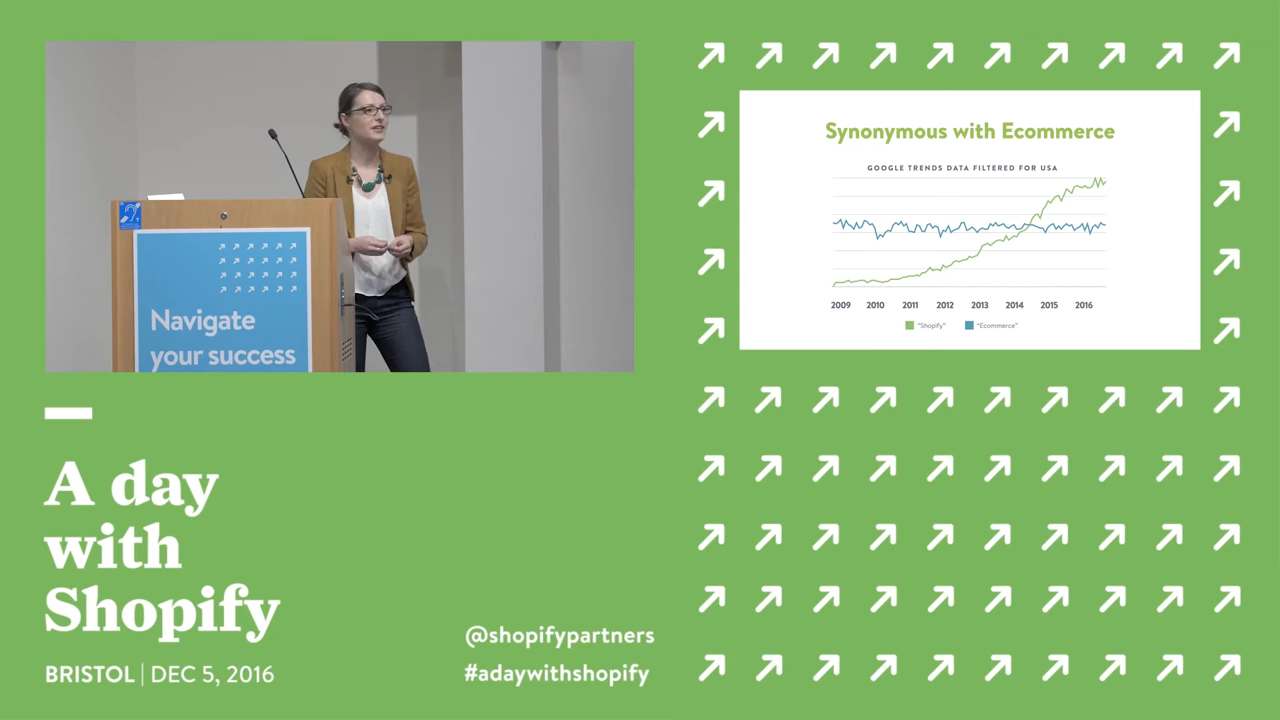 Navigate
your success
Synonymous with Ecommerce
GOOGLE TRENDS DATA FILTERED FOR USA
2009 2010 2011 2012 2013 2014 2015 2016
"Shopify" "Ecommerce"
A day
with
Shopify
BRISTOL | DEC 5, 2016
@shopifypartners
#adaywithshopify